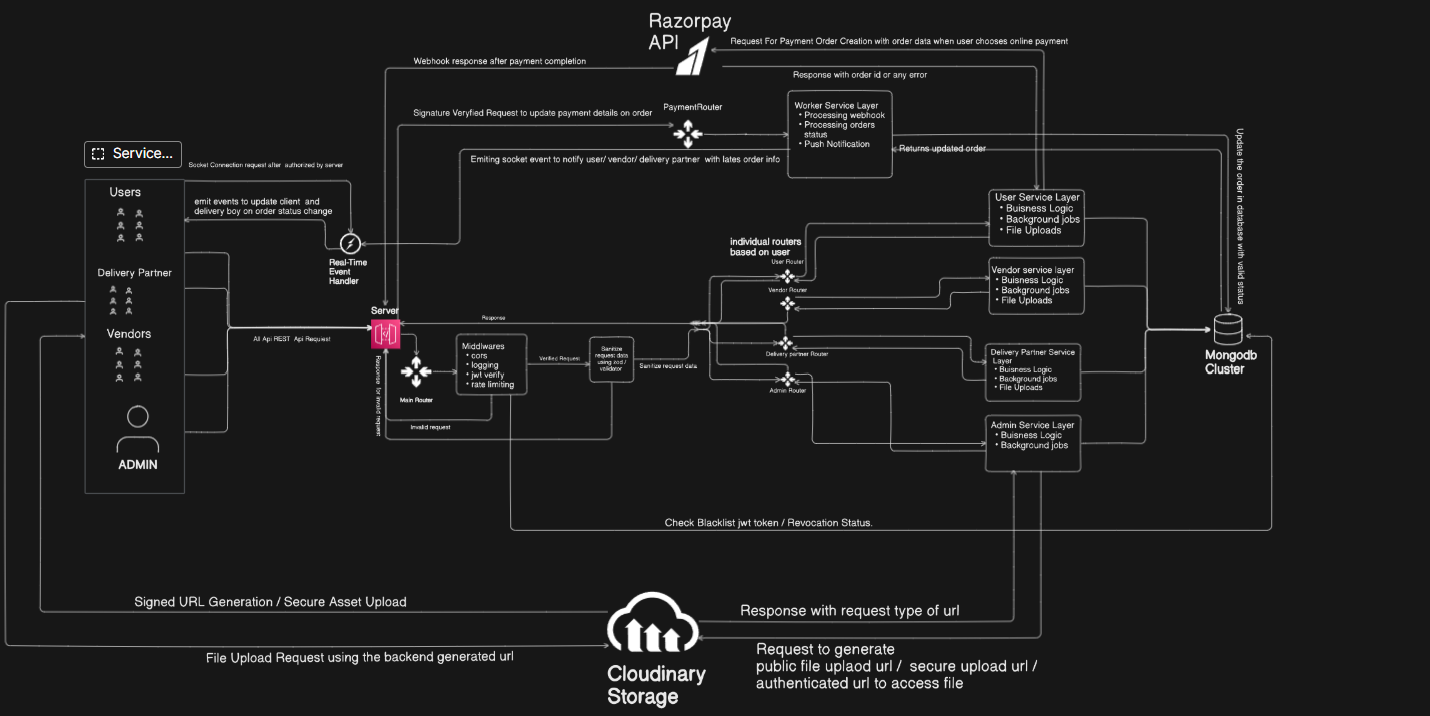 Razorpay
API
Request For Payment Order Creation with order data when user chooses online payment
Webhook response after payment completion
Response with order id or any error
Signature Veryfied Request to update payment details on order
PaymentRouter
Worker Service Layer
• Processing webhook
• Processing orders
status
• Push Notification
Returns updated order
Emiting socket event to notify user/ vendor/ delivery partner with lates order info
Update the order in database with valid status
Service...
Socket Connection request after authorized by server
Users
emit events to update client and
delivery boy on order status change
Real-Time
Event
Handler
Delivery Partner
Vendors
ADMIN
All Api REST Api Requiest
Server
Response
Main Router
Middlwares
• cors
• logging
• jwt verify
• rate limiting
Verified Request
Sanitize
request data
using zod /
validator
Sanitize request data
Response for invalid request
Invalid request
individual routers
based on user
User Router
Vendor Router
Delivery partner Router
Admin Router
User Service Layer
• Buisness Logic
• Background jobs
• File Uploads
Vendor service layer
• Buisness Logic
• Background jobs
• File Uploads
Delivery Partner Service
Layer
• Buisness Logic
• Background jobs
• File Uploads
Admin Service Layer
• Buisness Logic
• Background jobs
Mongodb
Cluster
Check Blacklist jwt token / Revocation Status.
Signed URL Generation / Secure Asset Upload
File Upload Request using the backend generated url
Cloudinary
Storage
Response with request type of url
Request to generate
public file uplaod url / secure upload url /
authenticated url to access file